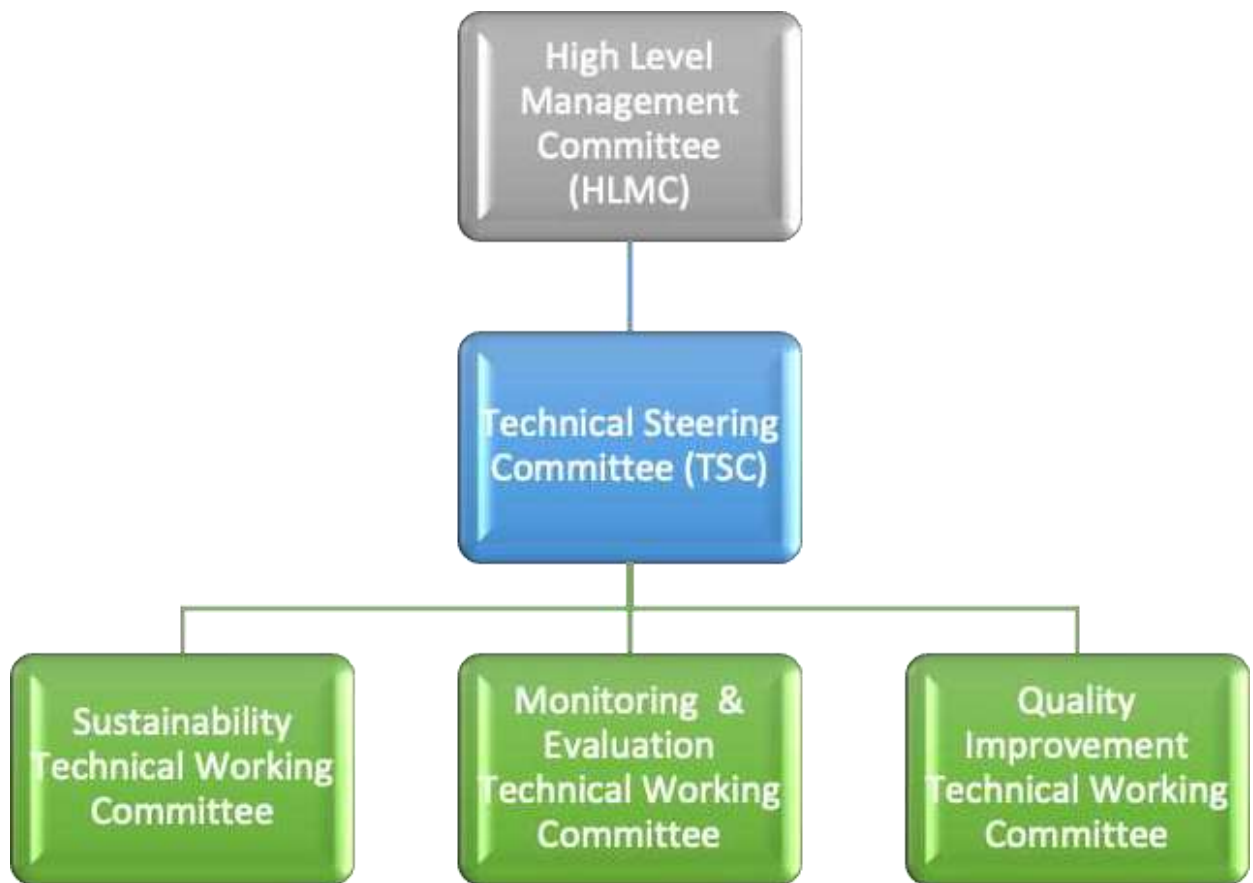 High Level
Management
Committee
(HLMC)
Technical Steering
Committee (TSC)
Sustainability
Technical Working
Committee
Monitoring & 
Evaluation
Technical Working
Committee
Quality
Improvement
Technical Working
Committee